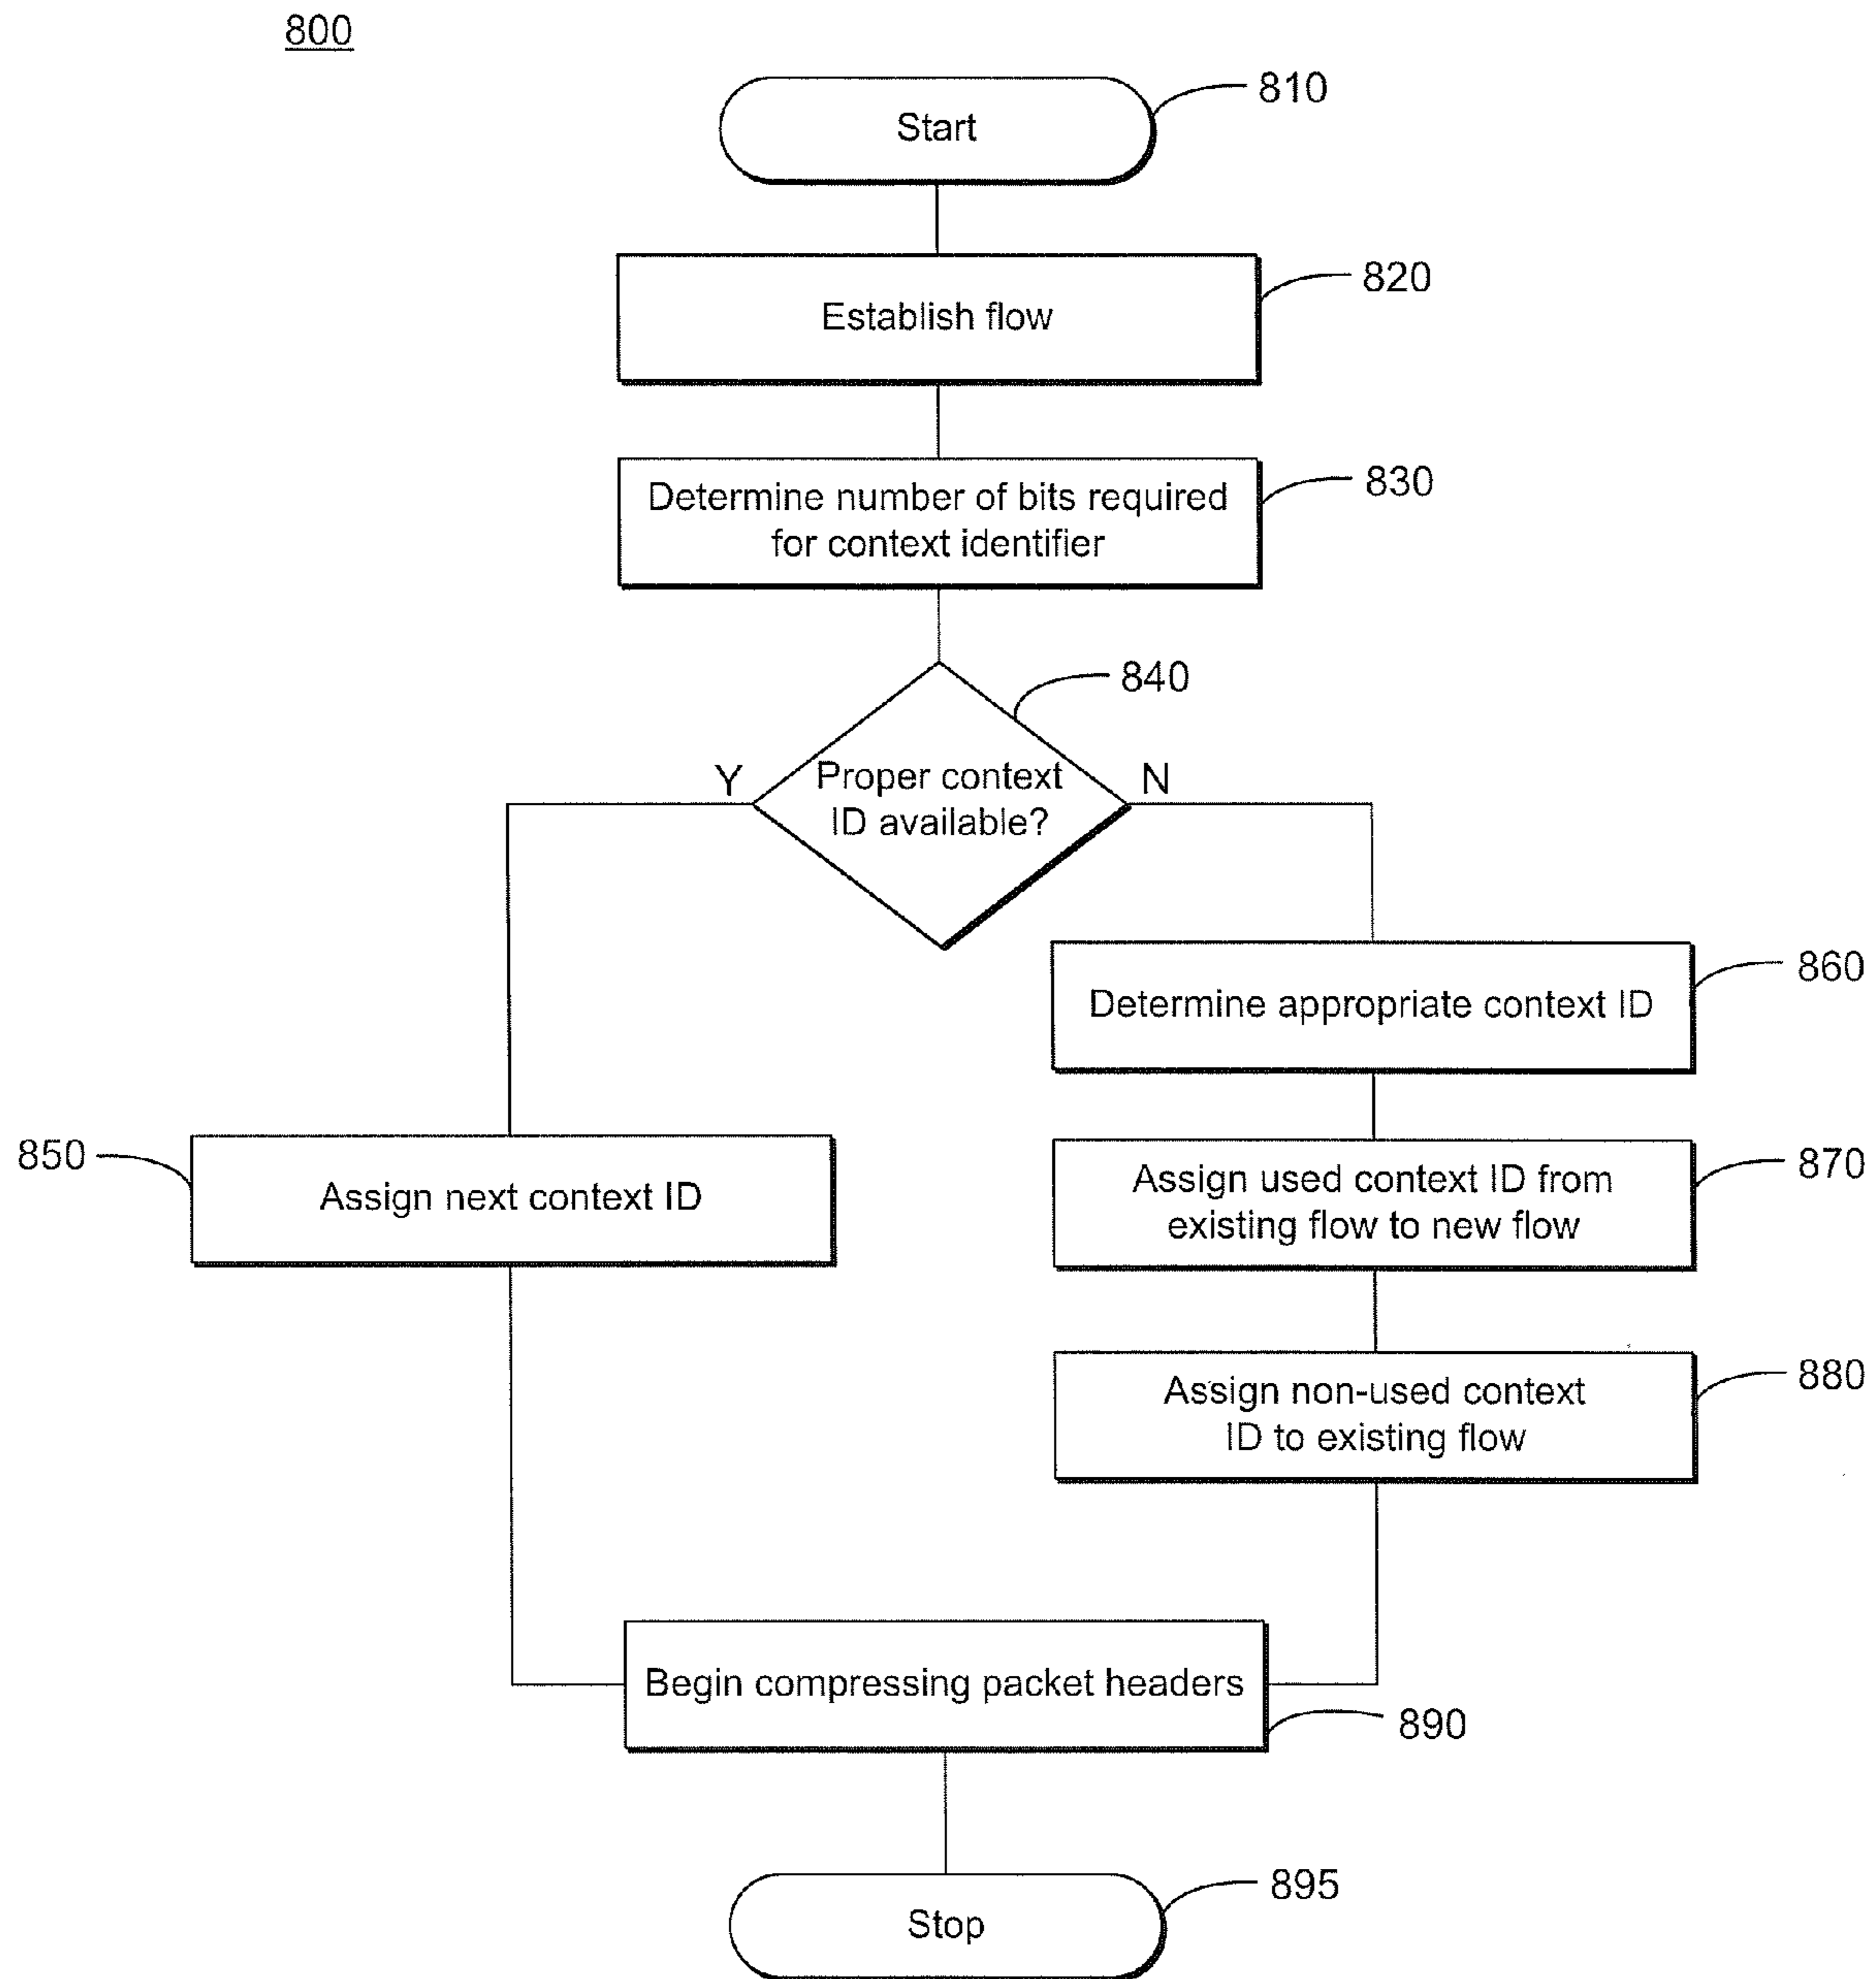 800
Start
810
Establish flow
820
Determine number of bits required
for context identifier
830
840
Y
Proper context
ID available?
N
860
Determine appropriate context ID
850
Assign next context ID
870
Assign used context ID from
existing flow to new flow
880
Assign non-used context
ID to existing flow
Begin compressing packet headers
890
895
Stop